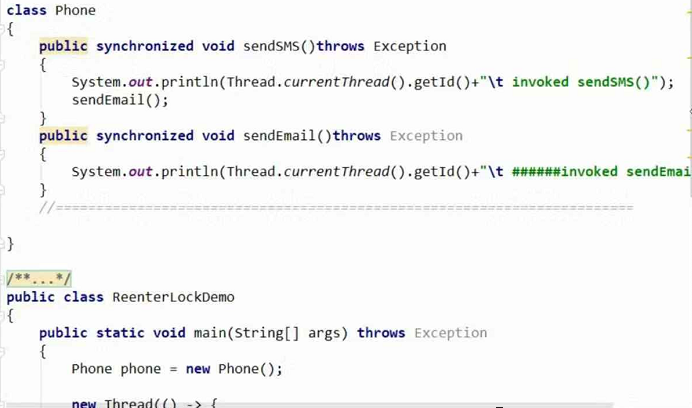 class Phone
{
public synchronized void sendSMS()throws Exception
{
System.out.println(Thread.currentThread().getId()+"\t invoked sendSMS()");
sendEmail();
}
public synchronized void sendEmail()throws Exception
{
System.out.println(Thread.currentThread().getId()+"\t ######invoked sendEmai
}
//========================================================================
}
/**...*/
public class ReenterLockDemo
{
public static void main(String[] args) throws Exception
{
Phone phone = new Phone();
new Thread(() -> {